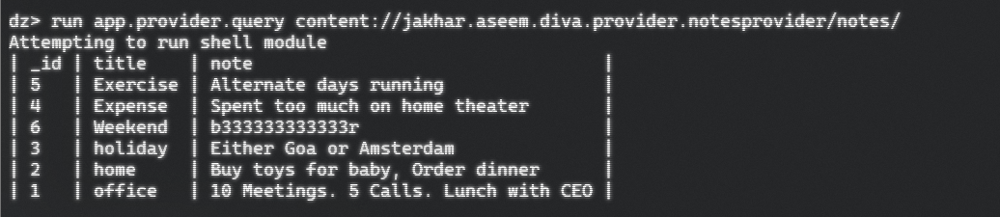 dz> run app.provider.query content://jakhar.aseem.diva.provider.notesprovider/notes/
Attempting to run shell module
| _id | title    | note                                 |
| 5   | Exercise | Alternate days running               |
| 4   | Expense  | Spent too much on home theater       |
| 6   | Weekend  | b333333333333r                       |
| 3   | holiday  | Either Goa or Amsterdam              |
| 2   | home     | Buy toys for baby, Order dinner      |
| 1   | office   | 10 Meetings. 5 Calls. Lunch with CEO |